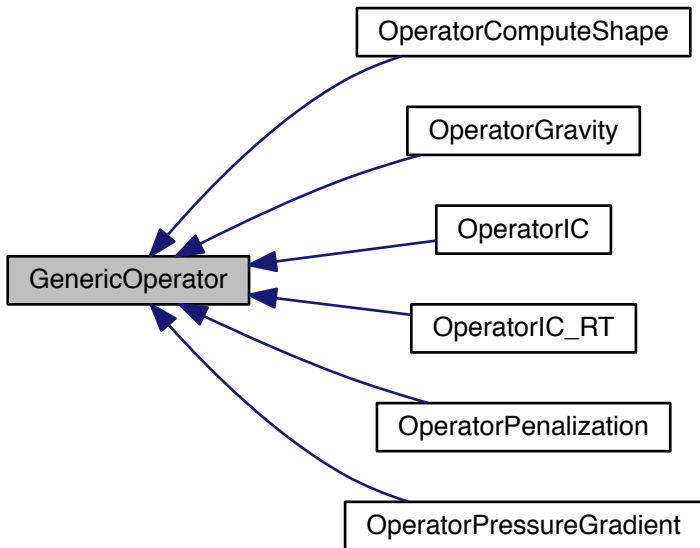 OperatorComputeShape
OperatorGravity
OperatorIC
GenericOperator
OperatorIC_RT
OperatorPenalization
OperatorPressureGradient